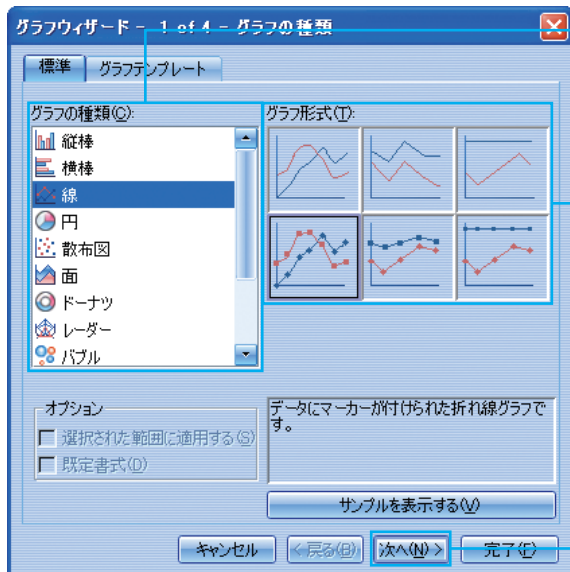 グラフウィザード - 1 of 4 - グラフの種類
標準 グラフテンプレート
グラフの種類(C):
縦棒
横棒
線
円
散布図
面
ドーナツ
レーダー
バブル
グラフ形式(T):
オプション
選択された範囲に適用する(S)
既定書式(D)
データにマーカーが付けられた折れ線グラフで
す。
サンプルを表示する(V)
キャンセル < 戻る(B) 次へ(N) > 完了(F)